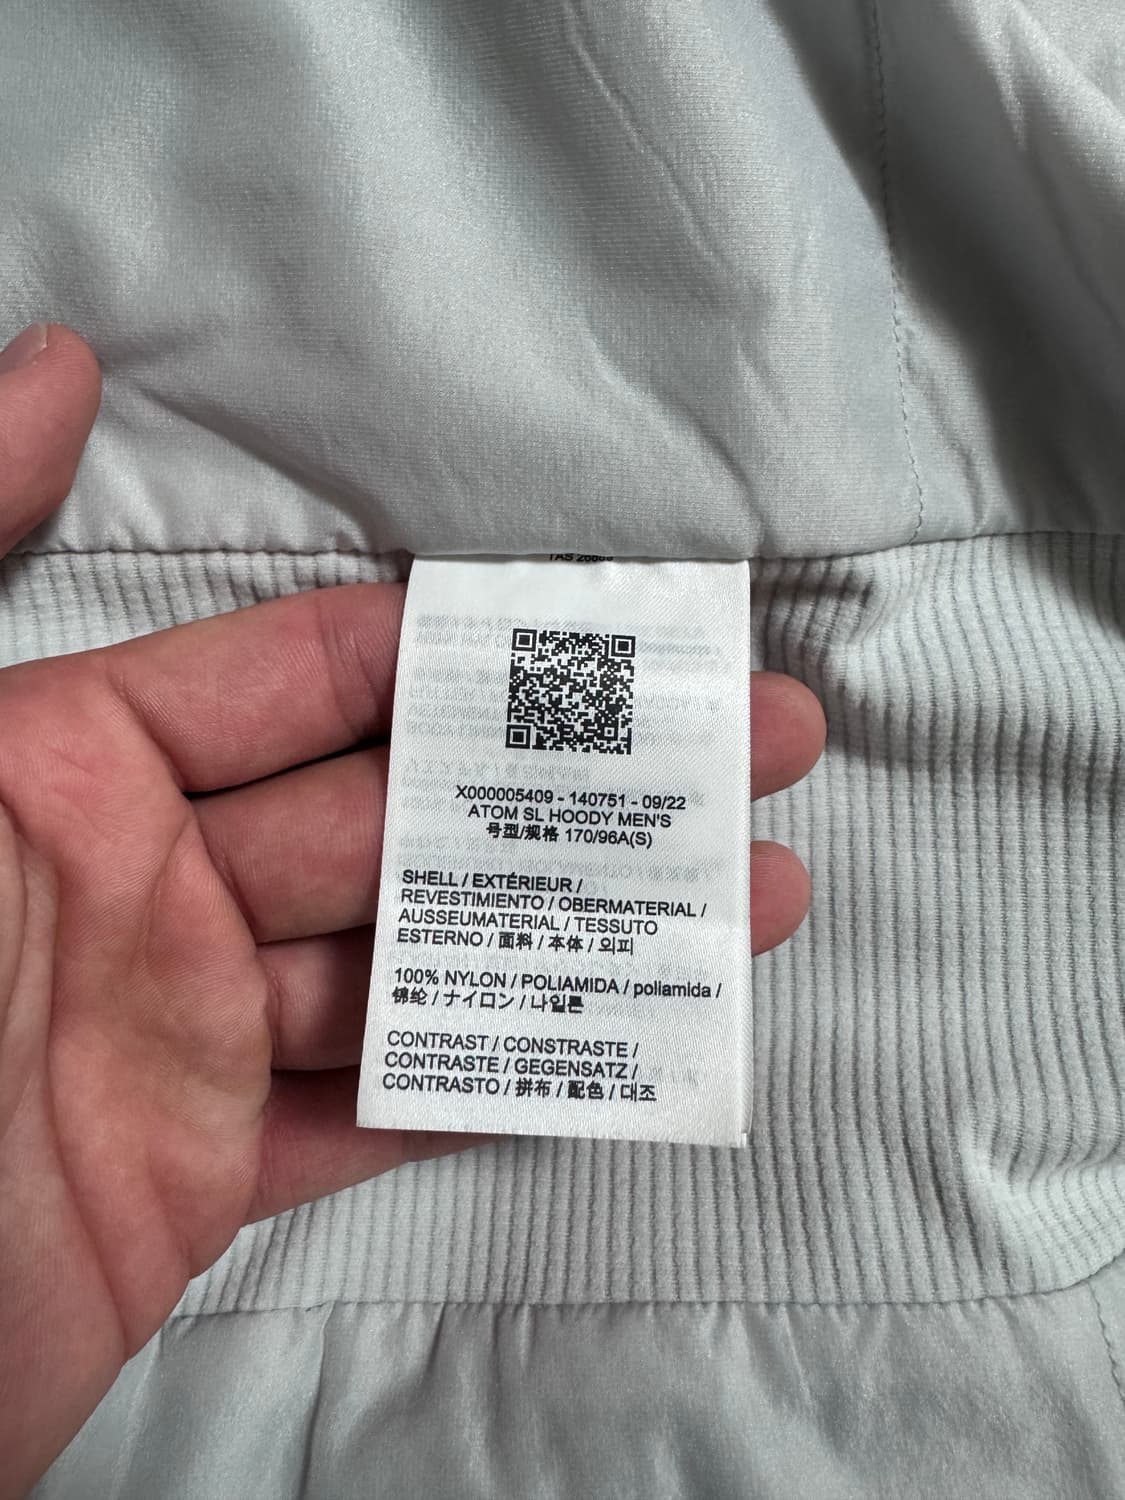 X000005409 - 140751 - 09/22
ATOM SL HOODY MEN'S
号型/规格 170/96A(S)
SHELL / EXTÉRIEUR /
REVESTIMIENTO / OBERMATERIAL /
AUSSEUMATERIAL / TESSUTO
ESTERNO / 面料 / 本体 / 외피
100% NYLON / POLIAMIDA / poliamida /
锦纶 / ナイロン / 나일론
CONTRAST / CONSTRASTE /
CONTRASTE / GEGENSATZ /
CONTRASTO / 拼布 / 配色 / 대조